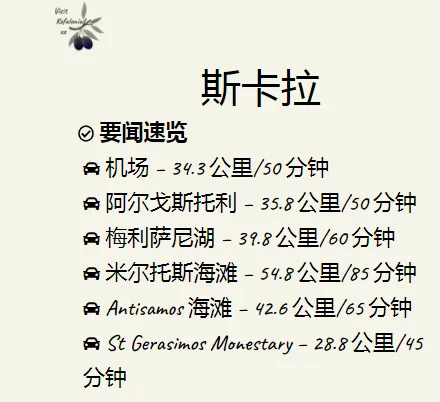 Visit
Kefalonia
xx
斯卡拉
要闻速览
机场 – 34.3 公里/50 分钟
阿尔戈斯托利 – 35.8 公里/50 分钟
梅利萨尼湖 – 39.8 公里/60 分钟
米尔托斯海滩 – 54.8 公里/85 分钟
Antisamos 海滩 – 42.6 公里/65 分钟
St Gerasimos Monestary – 28.8 公里/45
分钟